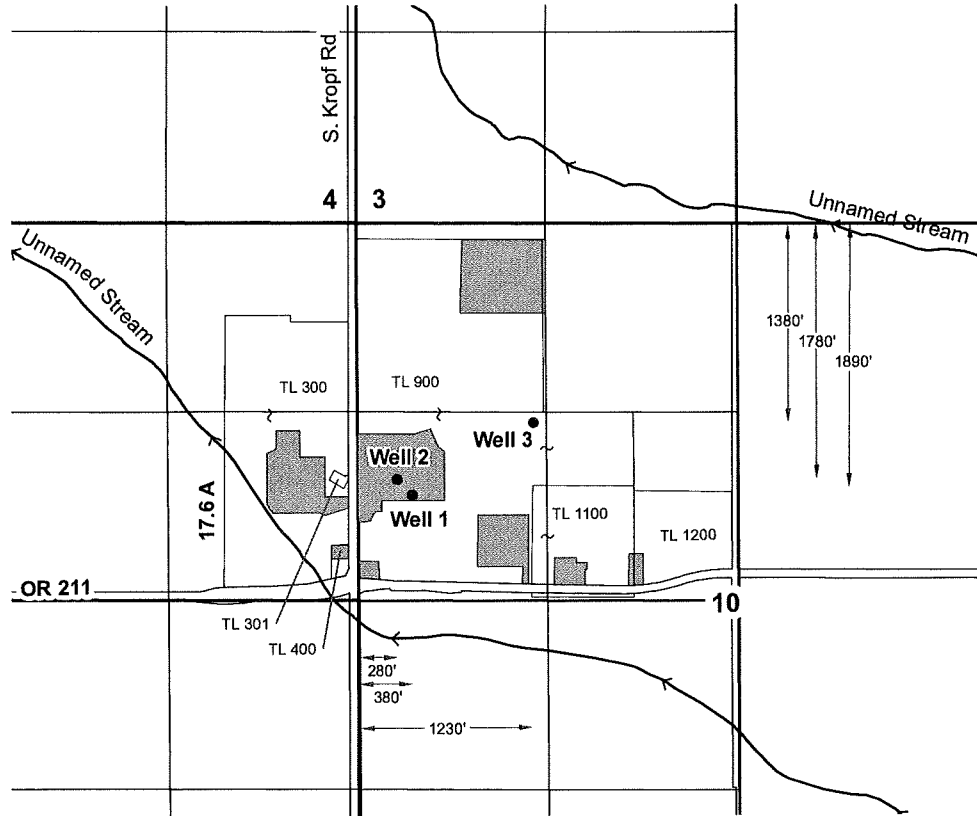 S. Kropf Rd
4 3
Unnamed Stream
Unnamed Stream
1380'
1780'
1890'
TL 300
TL 900
Well 3
Well 2
Well 1
17.6 A
TL 1100
TL 1200
OR 211
10
TL 301
TL 400
280'
380'
1230'